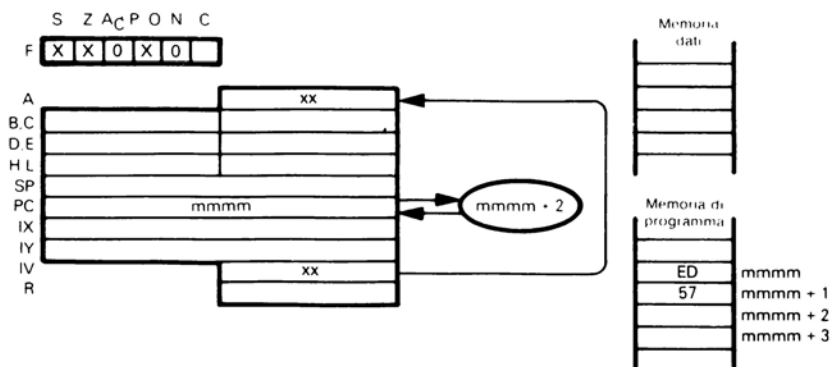 S Z AC P O N C
F X X 0 X 0
A xx
B.C
D.E
H L
SP
PC mmmm
IX
IY
IV xx
R
mmmm + 2
Memoria
dati
Memoria di
programma
ED mmmm
57 mmmm + 1
mmmm + 2
mmmm + 3